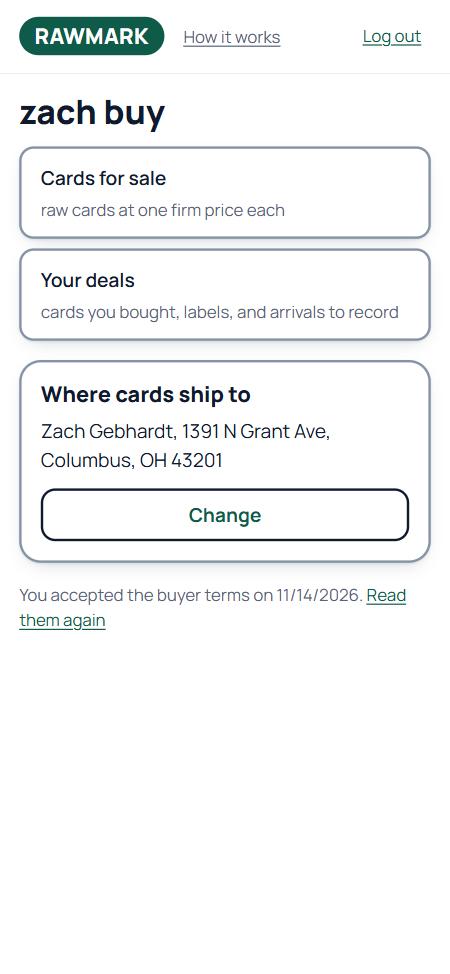 RAWMARK How it works Log out
zach buy
Cards for sale
raw cards at one firm price each
Your deals
cards you bought, labels, and arrivals to record
Where cards ship to
Zach Gebhardt, 1391 N Grant Ave,
Columbus, OH 43201
Change
You accepted the buyer terms on 11/14/2026. Read
them again